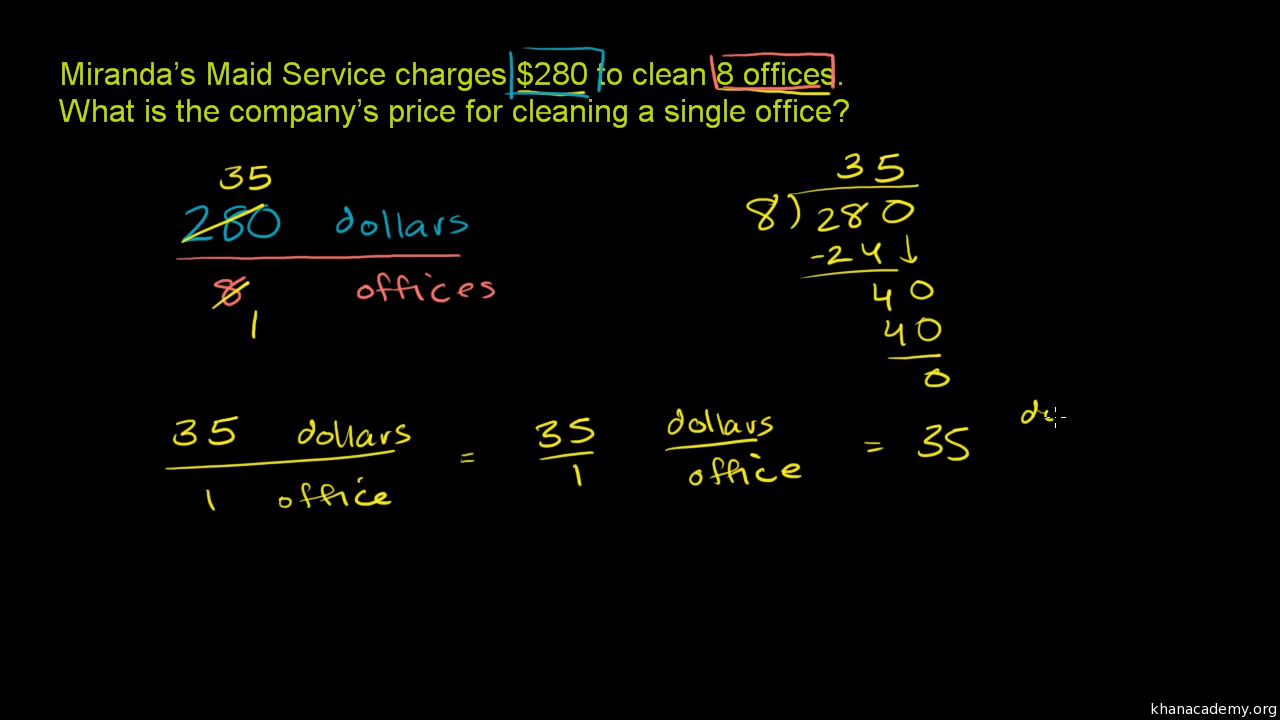 Miranda's Maid Service charges $280 to clean 8 offices.
What is the company's price for cleaning a single office?
35
280 dollars
8 offices
1
35
8)280
-24↓
40
40
0
35 dollars
1 office
=
35 dollars
1 office
= 35
khanacademy.org